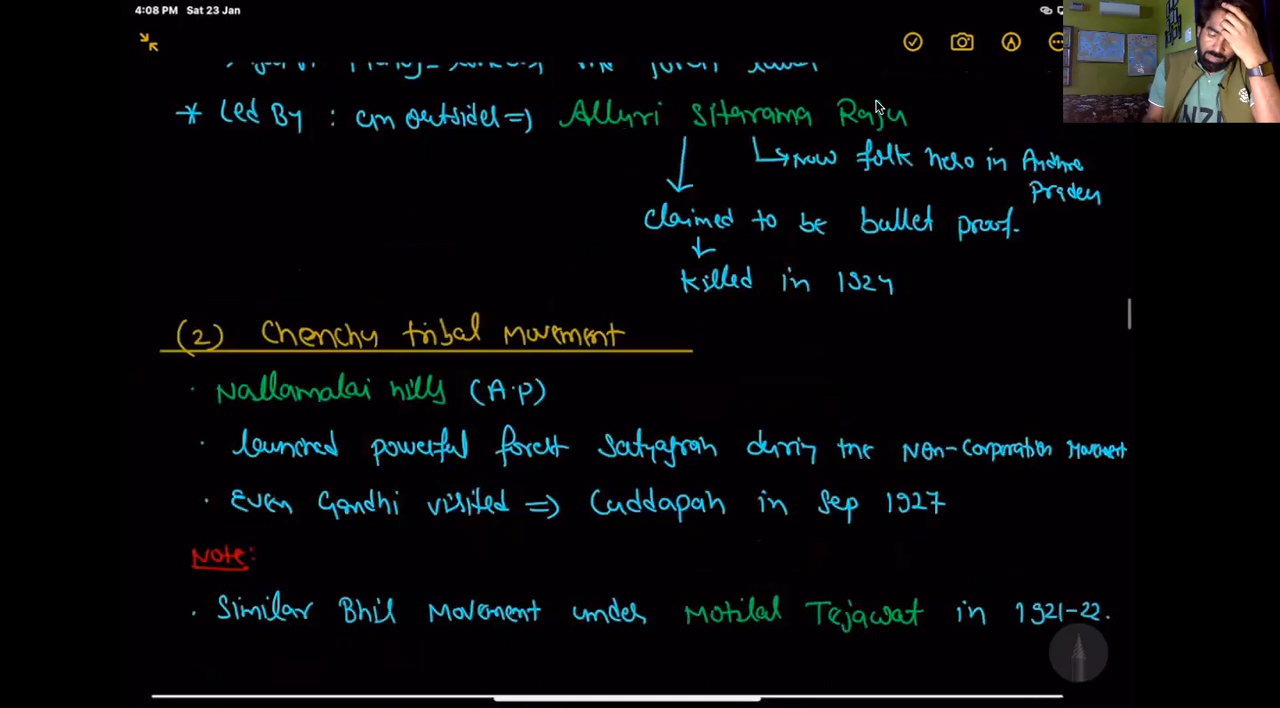 4:08 PM Sat 23 Jan
* Led By : an outsider => Alluri Sitarama Raju
Now folk hero in Andhra
Pradesh
claimed to be bullet proof.
killed in 1924
(2) Chenchu tribal Movement
. Nallamalai hills (A.P)
. launched powerful forest Satyagrah during the Non-Corporation Movement
. Even Gandhi visited => Cuddapah in Sep 1927
Note:
. Similar Bhil Movement under Motilal Tejawat in 1921-22.